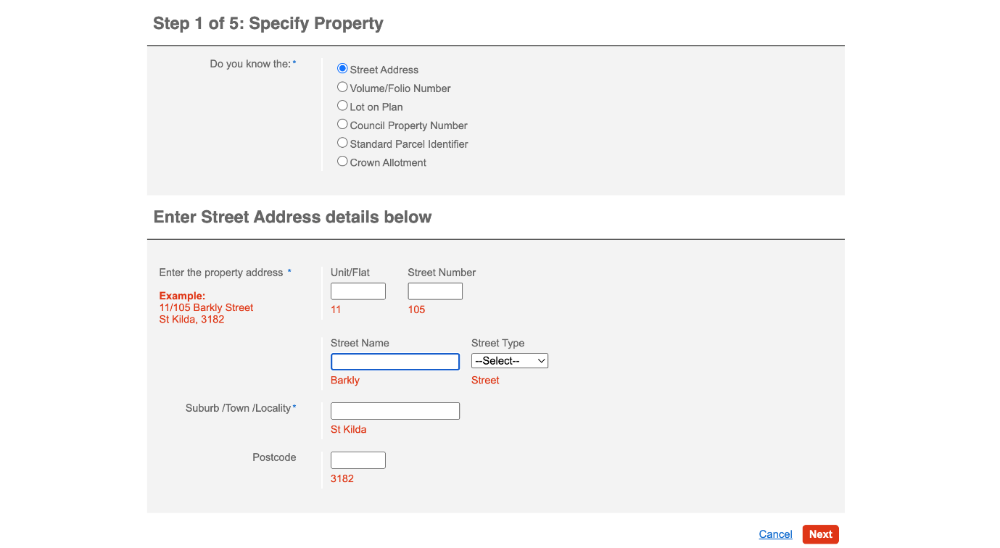 Step 1 of 5: Specify Property
Do you know the:*
Street Address
Volume/Folio Number
Lot on Plan
Council Property Number
Standard Parcel Identifier
Crown Allotment
Enter Street Address details below
Enter the property address *
Unit/Flat Street Number
Example:
11/105 Barkly Street
St Kilda, 3182
11 105
Street Name Street Type
--Select--
Barkly Street
Suburb /Town /Locality*
St Kilda
Postcode
3182
Cancel Next